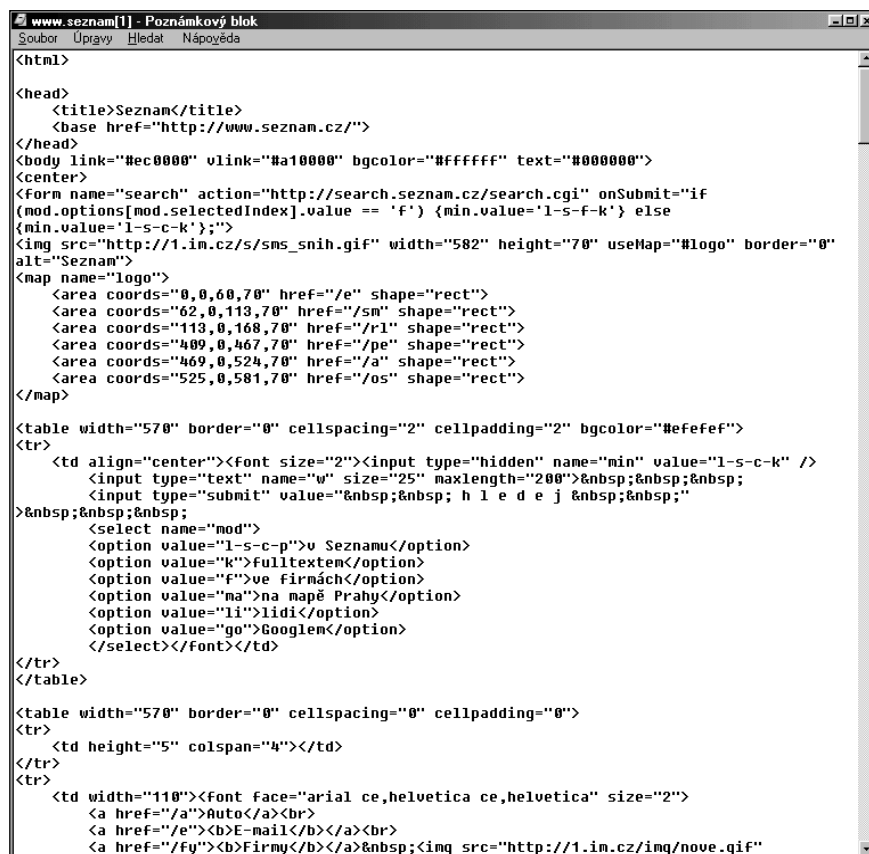 www.seznam[1] - Poznámkový blok
Soubor Úpravy Hledat Nápověda
<html>

<head>
    <title>Seznam</title>
    <base href="http://www.seznam.cz/">
</head>
<body link="#ec0000" vlink="#a10000" bgcolor="#ffffff" text="#000000">
<center>
<form name="search" action="http://search.seznam.cz/search.cgi" onSubmit="if
(mod.options[mod.selectedIndex].value == 'f') {min.value='l-s-f-k'} else
{min.value='l-s-c-k'};">
<img src="http://1.im.cz/s/sms_snih.gif" width="582" height="70" useMap="#logo" border="0"
alt="Seznam">
<map name="logo">
    <area coords="0,0,60,70" href="/e" shape="rect">
    <area coords="62,0,113,70" href="/sm" shape="rect">
    <area coords="113,0,168,70" href="/rl" shape="rect">
    <area coords="409,0,467,70" href="/pe" shape="rect">
    <area coords="469,0,524,70" href="/a" shape="rect">
    <area coords="525,0,581,70" href="/os" shape="rect">
</map>

<table width="570" border="0" cellspacing="2" cellpadding="2" bgcolor="#efefef">
<tr>
    <td align="center"><font size="2"><input type="hidden" name="min" value="l-s-c-k" />
        <input type="text" name="w" size="25" maxlength="200">&nbsp;&nbsp;&nbsp;
        <input type="submit" value="&nbsp;&nbsp; h l e d e j &nbsp;&nbsp;"
>&nbsp;&nbsp;&nbsp;
        <select name="mod">
        <option value="l-s-c-p">v Seznamu</option>
        <option value="k">fulltextem</option>
        <option value="f">ve firmách</option>
        <option value="ma">na mapě Prahy</option>
        <option value="li">lidi</option>
        <option value="go">Googlem</option>
        </select></font></td>
</tr>
</table>

<table width="570" border="0" cellspacing="0" cellpadding="0">
<tr>
    <td height="5" colspan="4"></td>
</tr>
<tr>
    <td width="110"><font face="arial ce,helvetica ce,helvetica" size="2">
        <a href="/a">Auto</a><br>
        <a href="/e"><b>E-mail</b></a><br>
        <a href="/fy"><b>Firmy</b></a>&nbsp;<img src="http://1.im.cz/img/nove.gif"